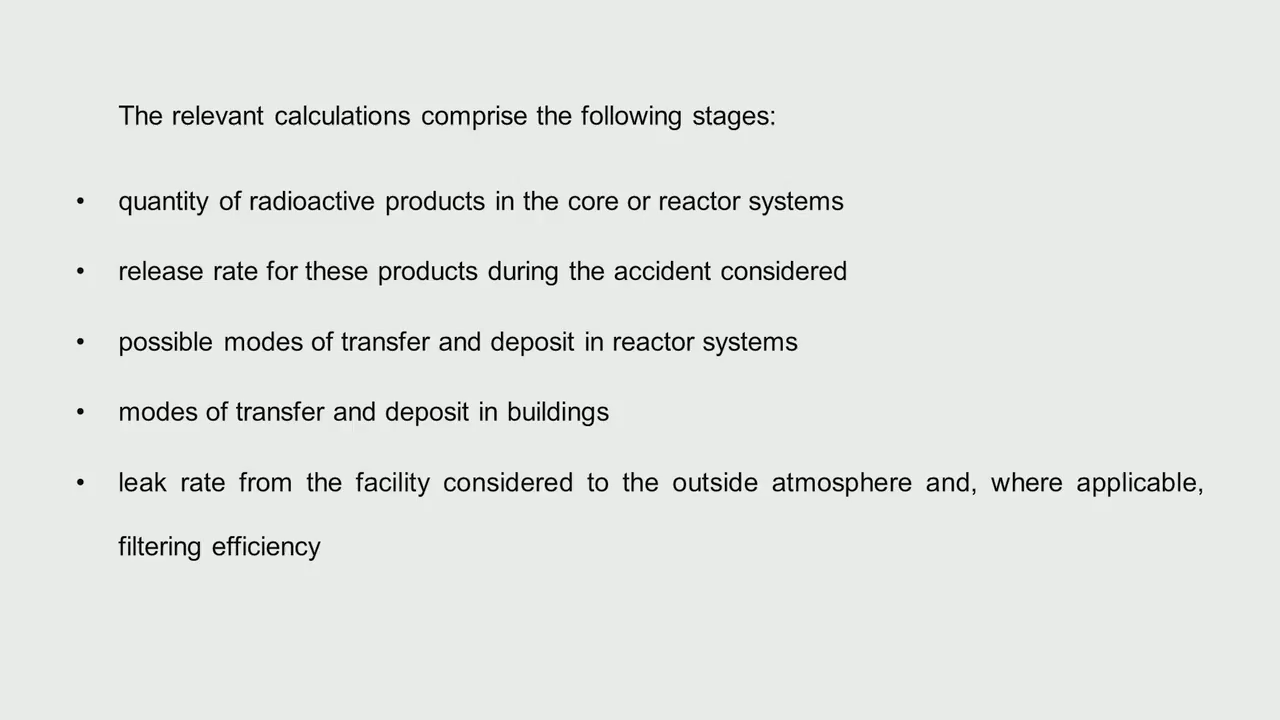 The relevant calculations comprise the following stages:
• quantity of radioactive products in the core or reactor systems
• release rate for these products during the accident considered
• possible modes of transfer and deposit in reactor systems
• modes of transfer and deposit in buildings
• leak rate from the facility considered to the outside atmosphere and, where applicable,
filtering efficiency